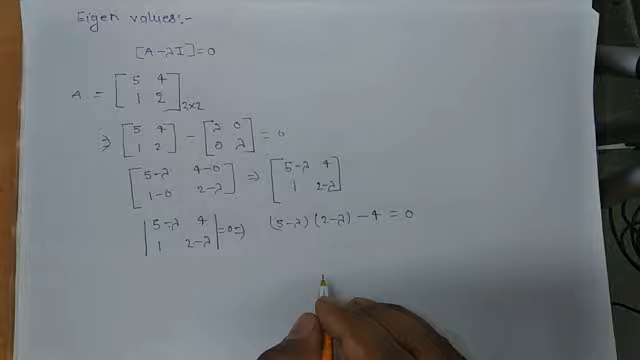 Eigen values:-
[A-λI]=0
A = [5 4 1 2]2×2
⇒ [5 4 1 2] - [λ 0 0 λ] = 0
[5-λ 4-0 1-0 2-λ] ⇒ [5-λ 4 1 2-λ]
|5-λ 4 1 2-λ| =0⇒ (5-λ) (2-λ) -4 = 0